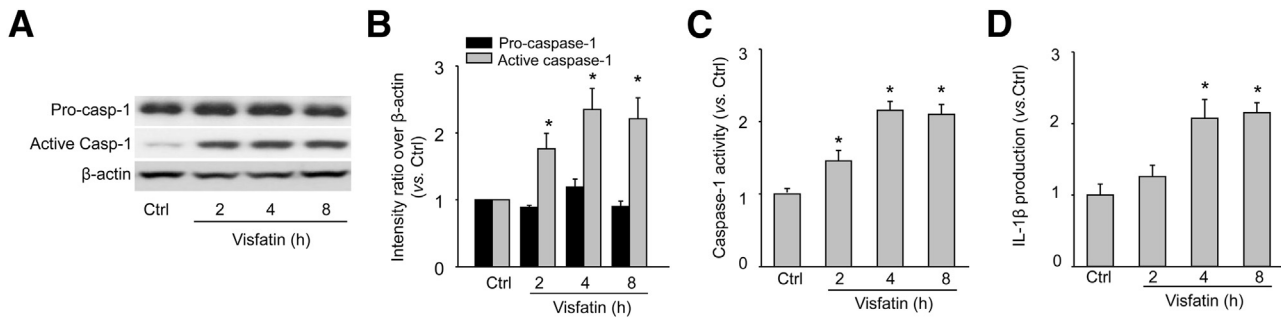 A
Pro-casp-1
Active Casp-1
β-actin
Ctrl 2 4 8
Visfatin (h)
B
Pro-caspase-1
Active caspase-1
Intensity ratio over β-actin
(vs. Ctrl)
3
2
1
0
* * *
Ctrl 2 4 8
Visfatin (h)
C
Caspase-1 activity (vs. Ctrl)
3
2
1
0
* * *
Ctrl 2 4 8
Visfatin (h)
D
IL-1β production (vs.Ctrl)
3
2
1
0
* *
Ctrl 2 4 8
Visfatin (h)